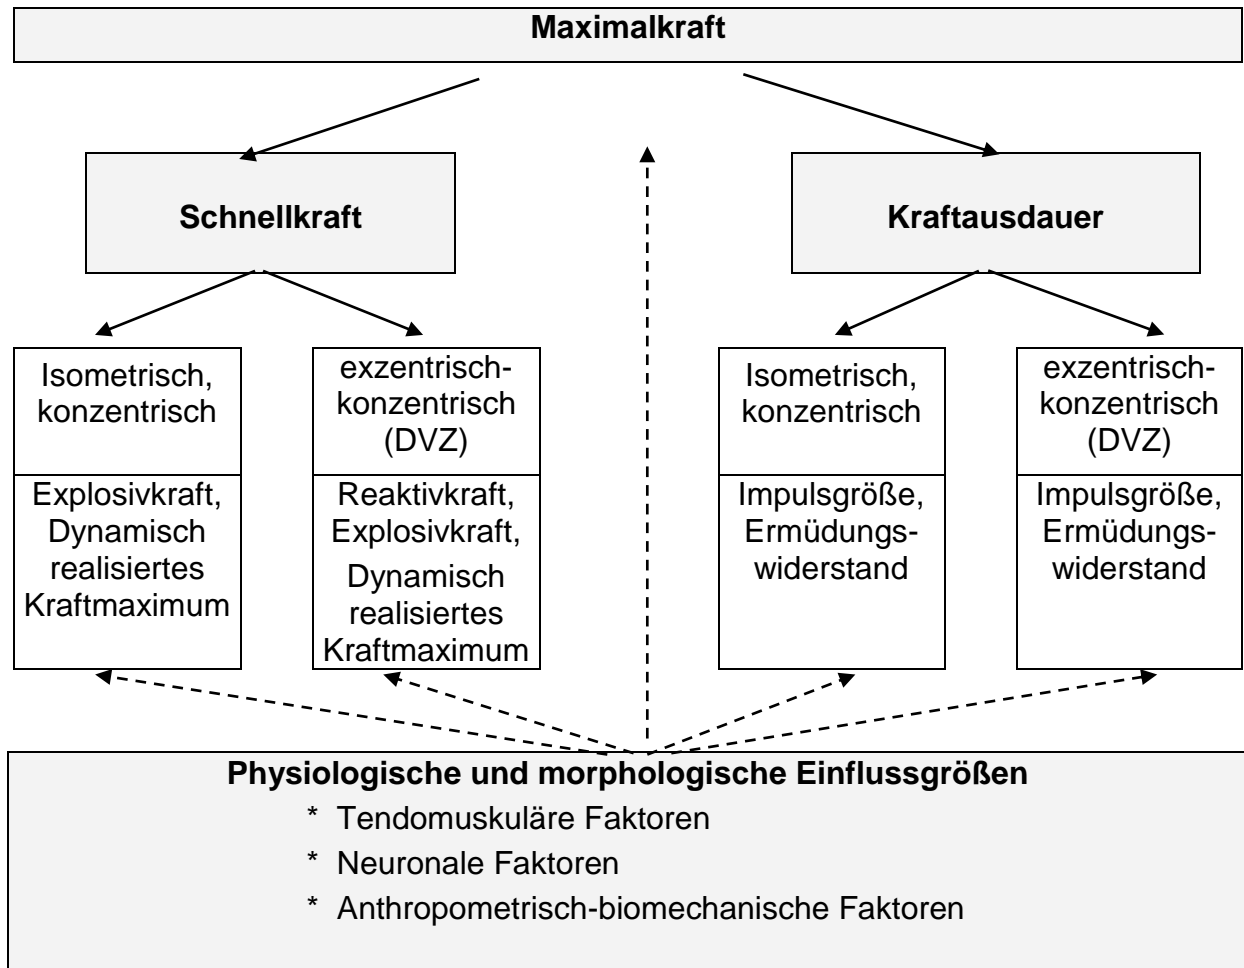 Maximalkraft
Schnellkraft
Kraftausdauer
Isometrisch,
konzentrisch
exzentrisch-
konzentrisch
(DVZ)
Isometrisch,
konzentrisch
exzentrisch-
konzentrisch
(DVZ)
Explosivkraft,
Dynamisch
realisiertes
Kraftmaximum
Reaktivkraft,
Explosivkraft,
Dynamisch
realisiertes
Kraftmaximum
Impulsgröße,
Ermüdungs-
widerstand
Impulsgröße,
Ermüdungs-
widerstand
Physiologische und morphologische Einflussgrößen
* Tendomuskuläre Faktoren
* Neuronale Faktoren
* Anthropometrisch-biomechanische Faktoren